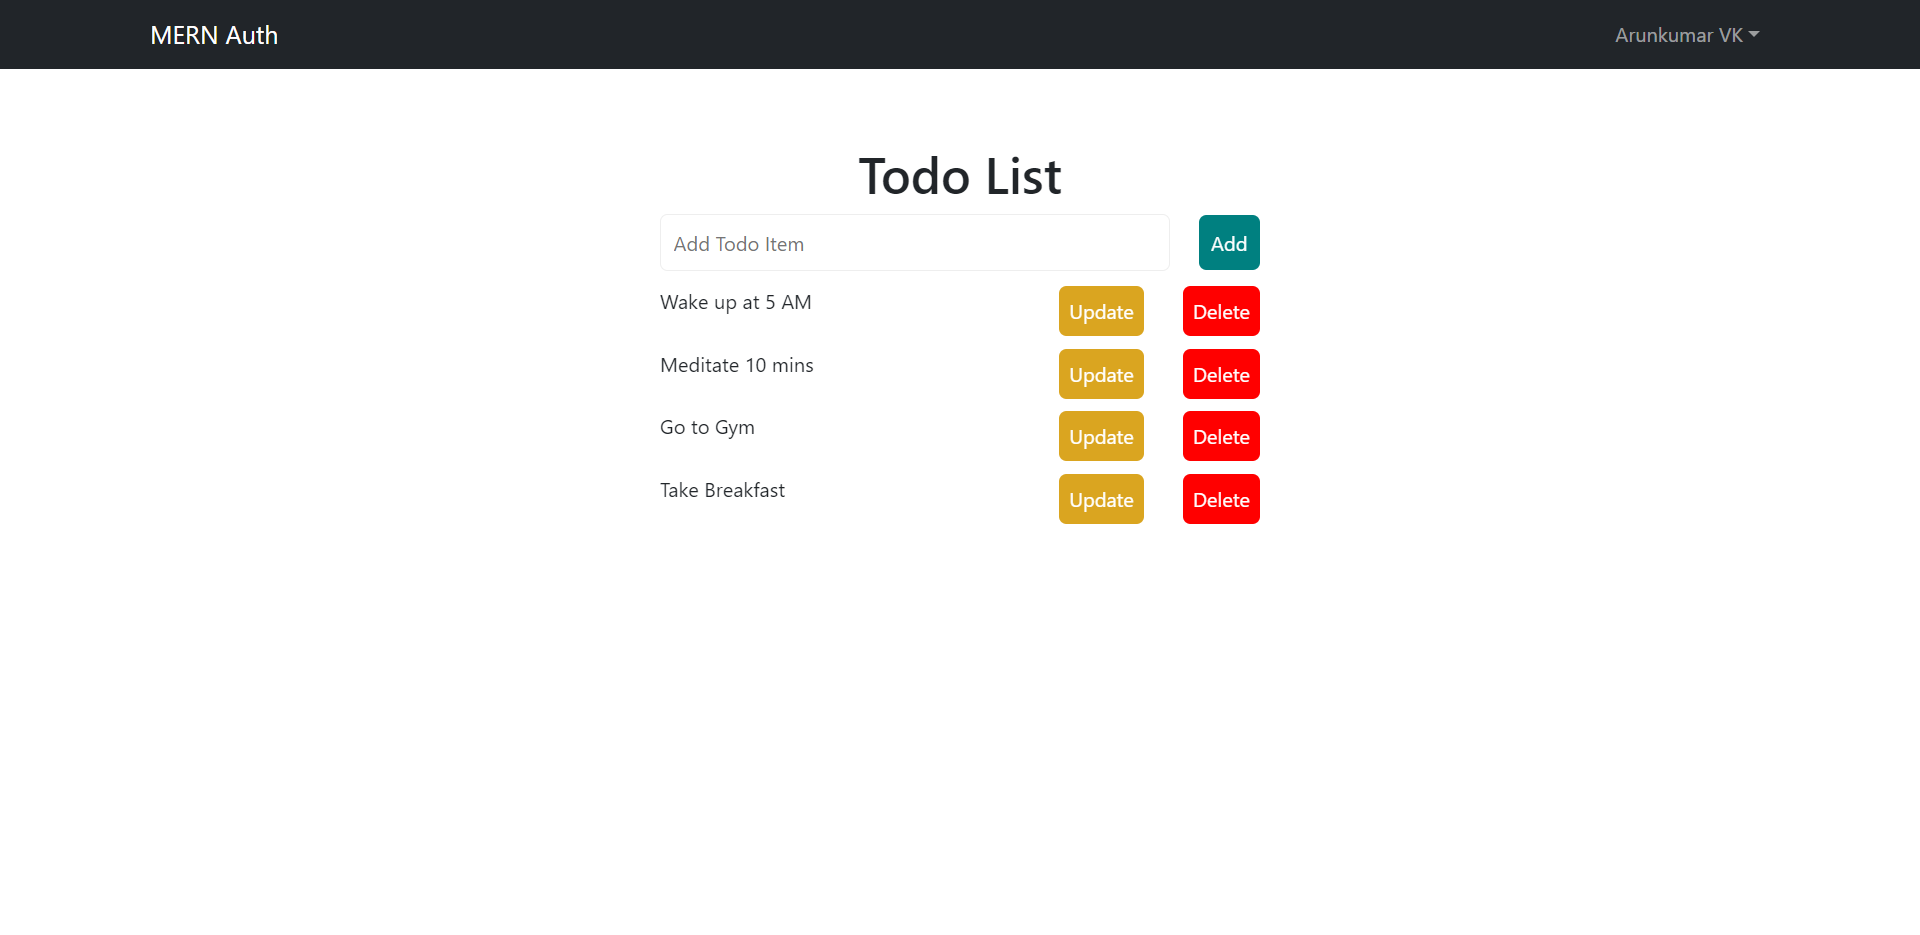 MERN Auth Arunkumar VK
Todo List
Add Todo Item Add
Wake up at 5 AM Update Delete
Meditate 10 mins Update Delete
Go to Gym Update Delete
Take Breakfast Update Delete